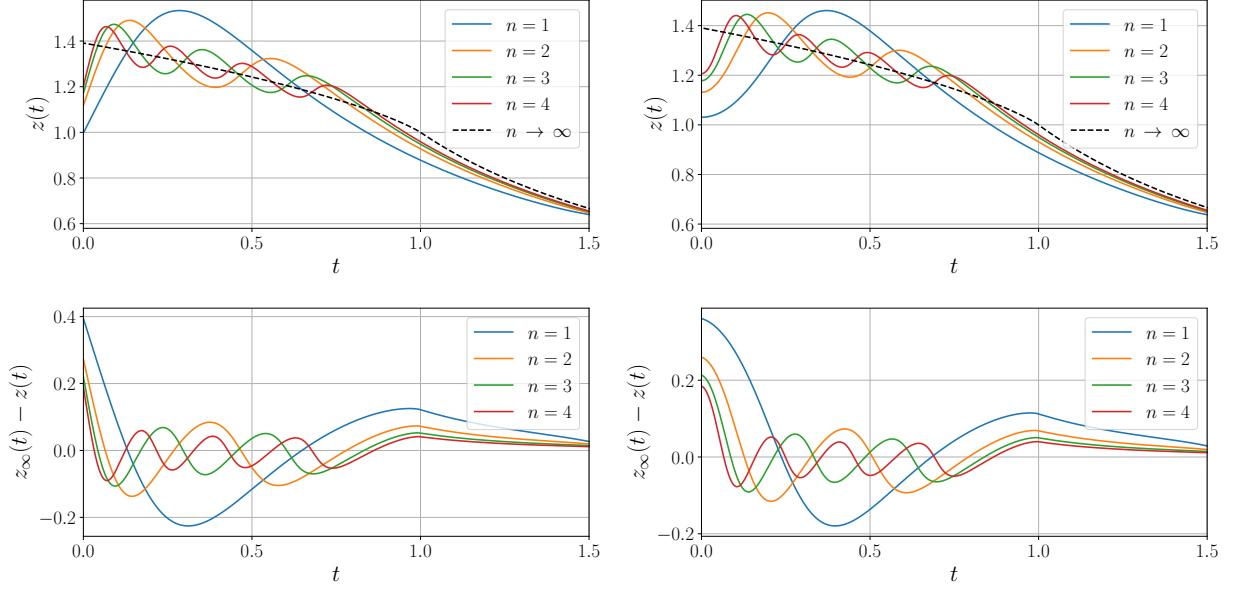 z(t)
1.4
1.2
1.0
0.8
0.6
0.0
0.5
1.0
1.5
t
n = 1
n = 2
n = 3
n = 4
n → ∞
z(t)
1.4
1.2
1.0
0.8
0.6
0.0
0.5
1.0
1.5
t
n = 1
n = 2
n = 3
n = 4
n → ∞
z∞(t) − z(t)
0.4
0.2
0.0
−0.2
0.0
0.5
1.0
1.5
t
n = 1
n = 2
n = 3
n = 4
z∞(t) − z(t)
0.2
0.0
−0.2
0.0
0.5
1.0
1.5
t
n = 1
n = 2
n = 3
n = 4